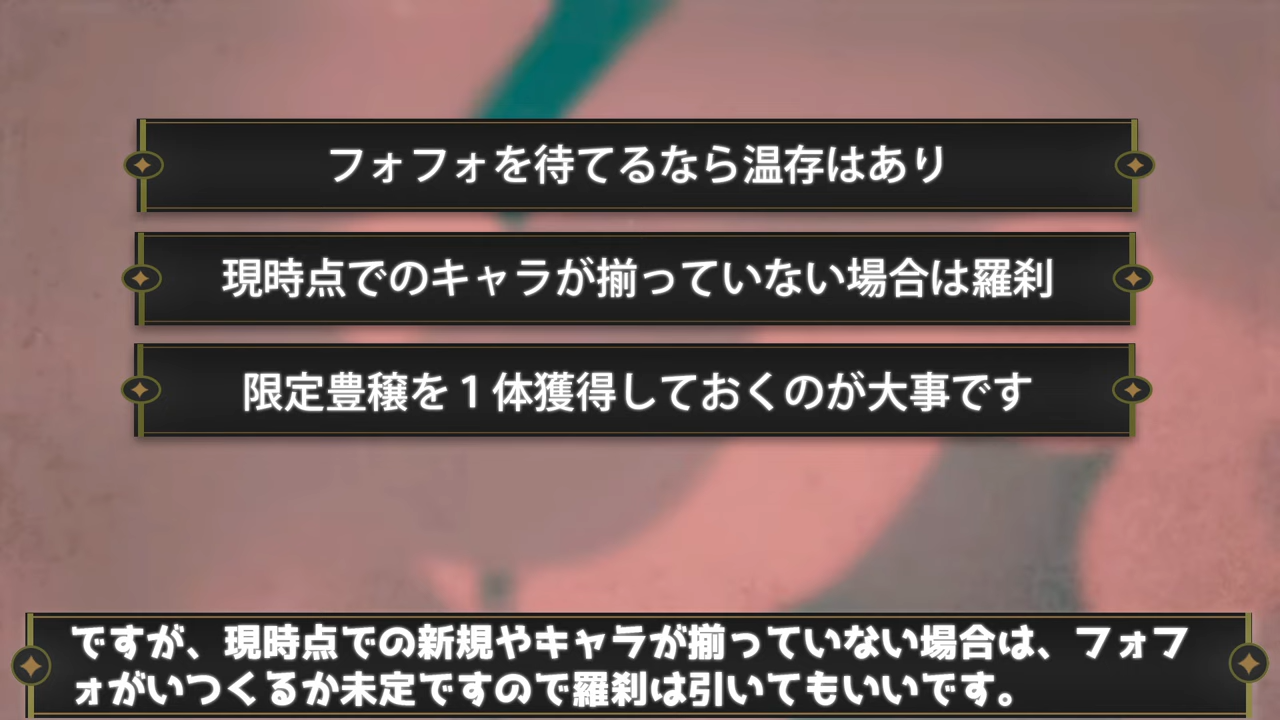 フォフォを待てるなら温存はあり
現時点でのキャラが揃っていない場合は羅刹
限定豊穣を１体獲得しておくのが大事です
ですが、現時点での新規やキャラが揃っていない場合は、フォフ
ォがいつくるか未定ですので羅刹は引いてもいいです。